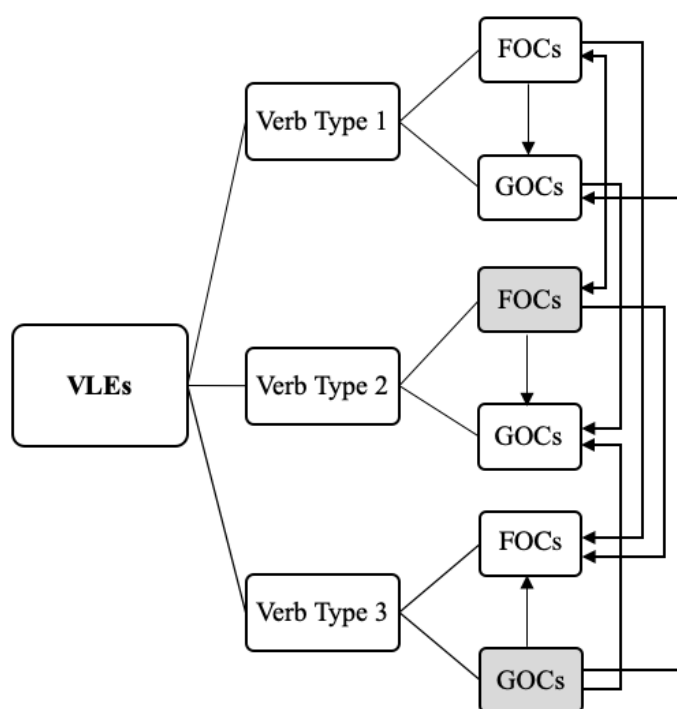 FOCs
Verb Type 1
GOCs
FOCs
VLEs
Verb Type 2
GOCs
FOCs
Verb Type 3
GOCs